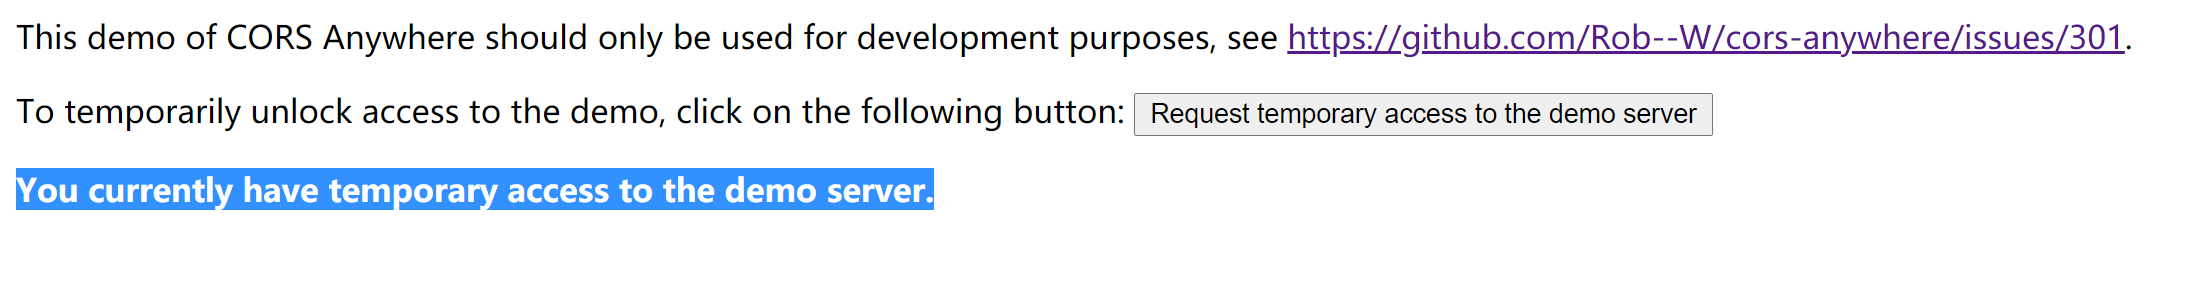 This demo of CORS Anywhere should only be used for development purposes, see https://github.com/Rob--W/cors-anywhere/issues/301.
To temporarily unlock access to the demo, click on the following button: Request temporary access to the demo server
You currently have temporary access to the demo server.